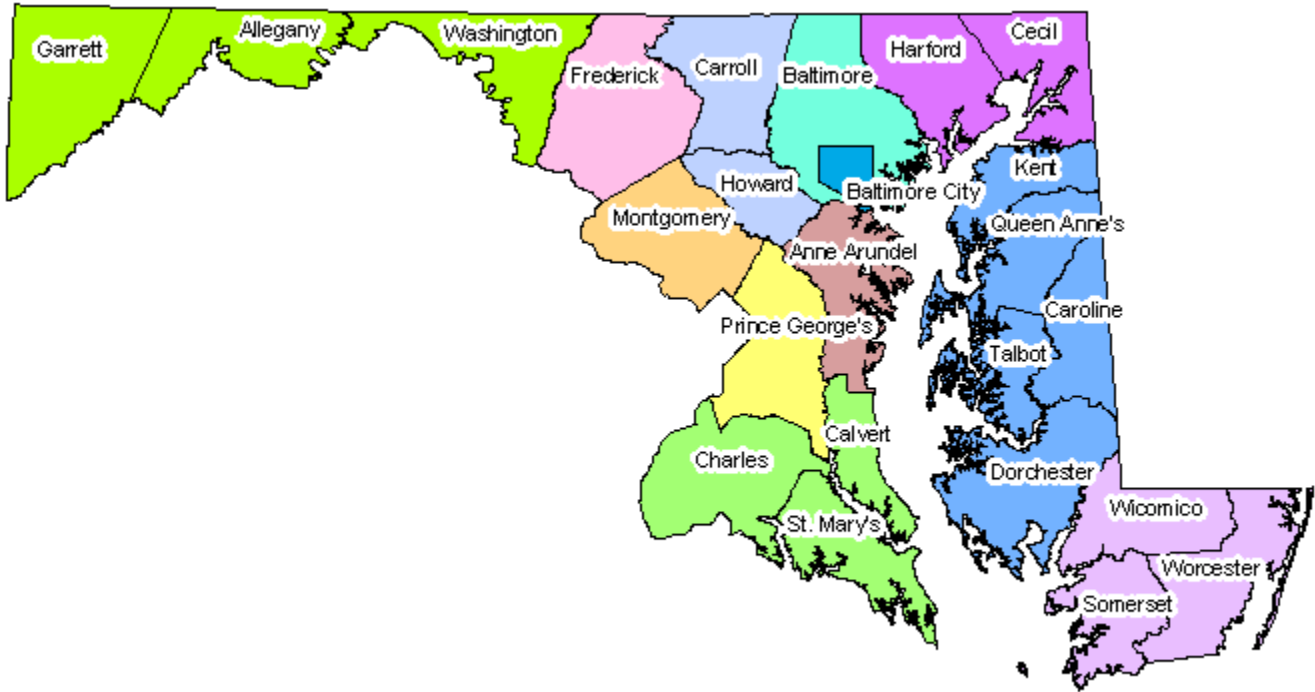 Garrett
Allegany
Washington
Frederick
Carroll
Baltimore
Harford
Cecil
Howard
Baltimore City
Kent
Montgomery
Anne Arundel
Queen Anne's
Prince George's
Caroline
Talbot
Calvert
Charles
Dorchester
St. Mary's
Wicomico
Worcester
Somerset